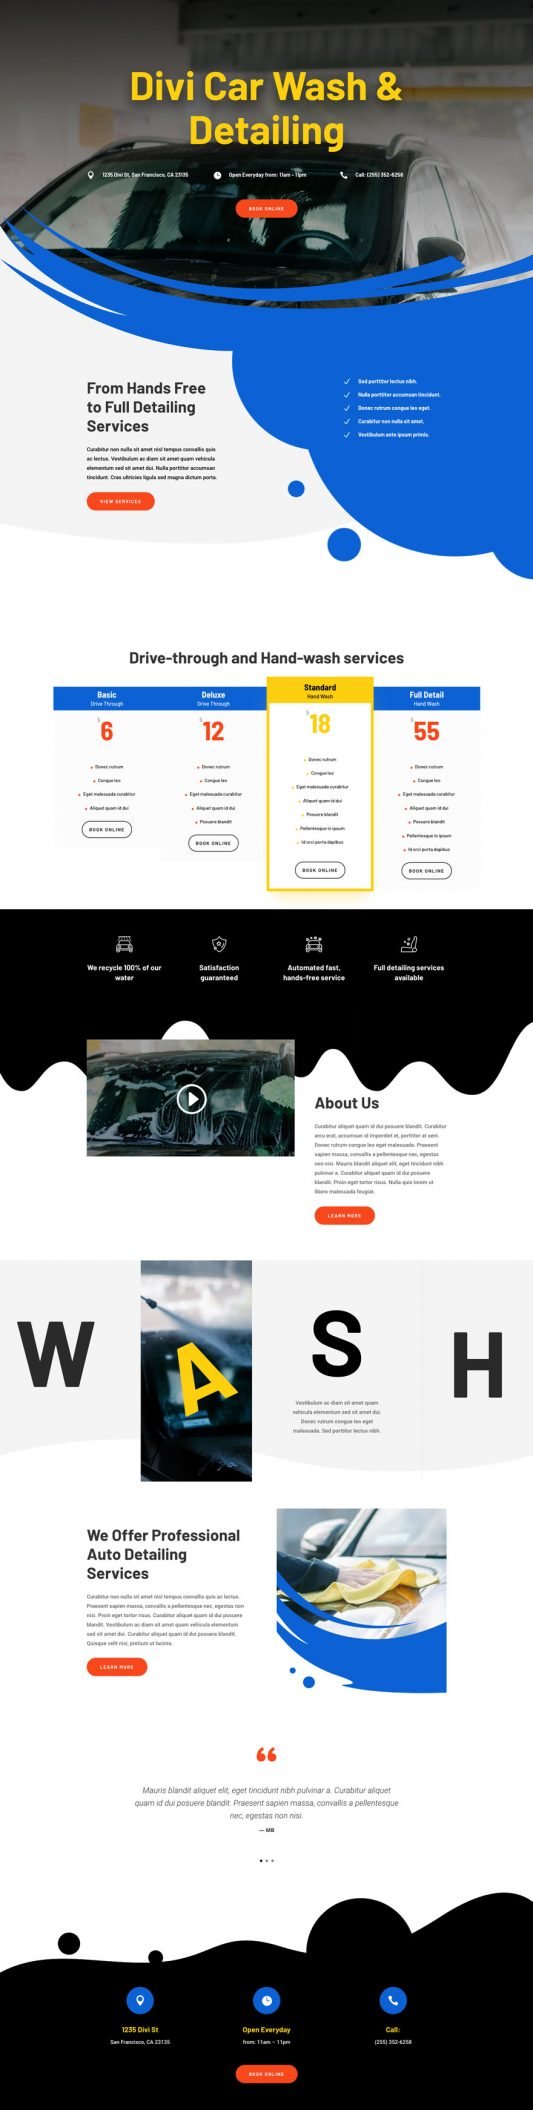 Divi Car Wash &
Detailing
1235 Divi St. San Francisco, CA 23135
Open Everyday from: 11am - 11pm
Call: (255) 352-6258
BOOK ONLINE
From Hands Free
to Full Detailing
Services
Curabitur non nulla sit amet nisl tempus convallis quis
ac lectus. Vestibulum ac diam sit amet quam vehicula
elementum sed sit amet dui. Nulla porttitor accumsan
tincidunt. Cras ultricies ligula sed magna dictum porta.
VIEW SERVICES
Sed porttitor lectus nibh.
Nulla porttitor accumsan tincidunt.
Donec rutrum congue leo eget.
Curabitur non nulla sit amet.
Vestibulum ante ipsum primis.
Drive-through and Hand-wash services
Basic
Drive Through
$6
Donec rutrum
Congue leo
Eget malesuada curabitur
Aliquet quam id dui
BOOK ONLINE
Deluxe
Drive Through
$12
Donec rutrum
Congue leo
Eget malesuada curabitur
Aliquet quam id dui
Posuere blandit
BOOK ONLINE
Standard
Hand Wash
$18
Donec rutrum
Congue leo
Eget malesuada curabitur
Aliquet quam id dui
Posuere blandit
Pellentesque in ipsum
Id orci porta dapibus
BOOK ONLINE
Full Detail
Hand Wash
$55
Donec rutrum
Congue leo
Eget malesuada curabitur
Aliquet quam id dui
Posuere blandit
Pellentesque in ipsum
Id orci porta dapibus
BOOK ONLINE
We recycle 100% of our
water
Satisfaction
guaranteed
Automated fast,
hands-free service
Full detailing services
available
About Us
Curabitur aliquet quam id dui posuere blandit. Curabitur
arcu erat, accumsan id imperdiet et, porttitor at sem.
Donec rutrum congue leo eget malesuada. Praesent
sapien massa, convallis a pellentesque nec, egestas
non nisi. Mauris blandit aliquet elit, eget tincidunt nibh
pulvinar a. Curabitur aliquet quam id dui posuere
blandit. Proin eget tortor risus. Nulla quis lorem ut
libero malesuada feugiat.
LEARN MORE
W
A
S
H
Vestibulum ac diam sit amet quam
vehicula elementum sed sit amet dui.
Donec rutrum congue leo eget
malesuada. Sed porttitor lectus nibh.
We Offer Professional
Auto Detailing
Services
Curabitur non nulla sit amet nisl tempus convallis quis ac lectus.
Praesent sapien massa, convallis a pellentesque nec, egestas non
nisi. Proin eget tortor risus. Curabitur aliquet quam id dui posuere
blandit. Vestibulum ac diam sit amet quam vehicula elementum
sed sit amet dui. Curabitur aliquet quam id dui posuere blandit.
Quisque velit nisi, pretium ut lacinia.
LEARN MORE
“
Mauris blandit aliquet elit, eget tincidunt nibh pulvinar a. Curabitur aliquet
quam id dui posuere blandit. Praesent sapien massa, convallis a pellentesque
nec, egestas non nisi.
— MB
1235 Divi St
San Francisco, CA 23135
Open Everyday
from: 11am – 11pm
Call:
(255) 352-6258
BOOK ONLINE